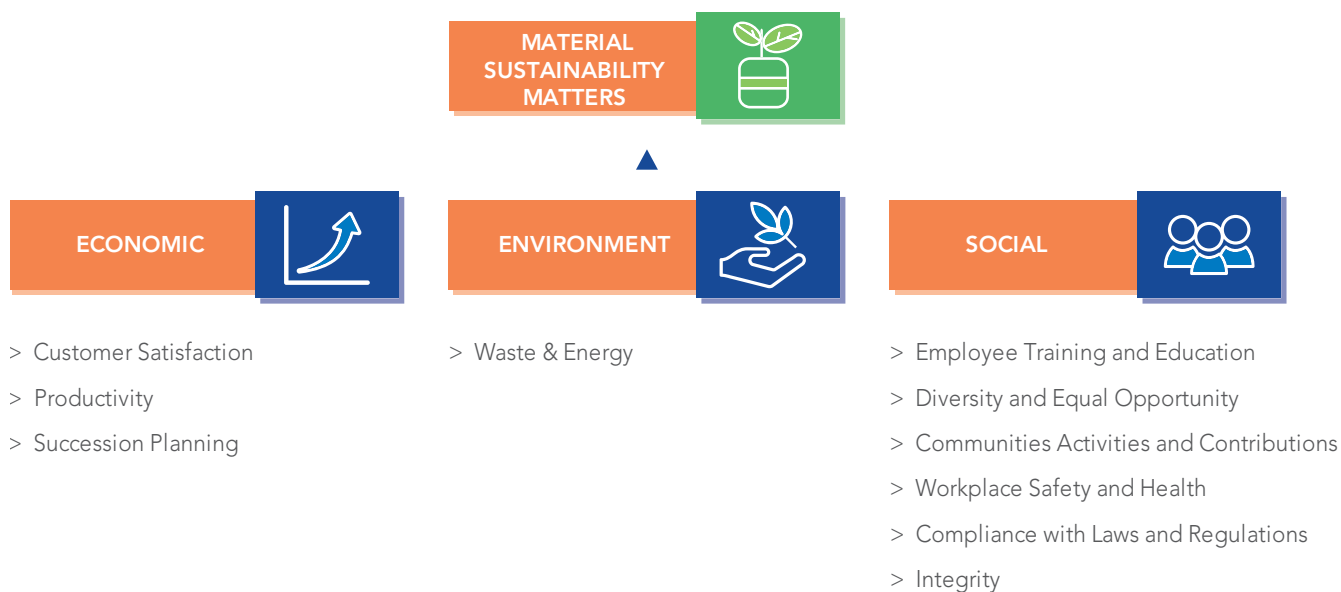 MATERIAL
SUSTAINABILITY
MATTERS
ECONOMIC
> Customer Satisfaction
> Productivity
> Succession Planning
ENVIRONMENT
> Waste & Energy
SOCIAL
> Employee Training and Education
> Diversity and Equal Opportunity
> Communities Activities and Contributions
> Workplace Safety and Health
> Compliance with Laws and Regulations
> Integrity